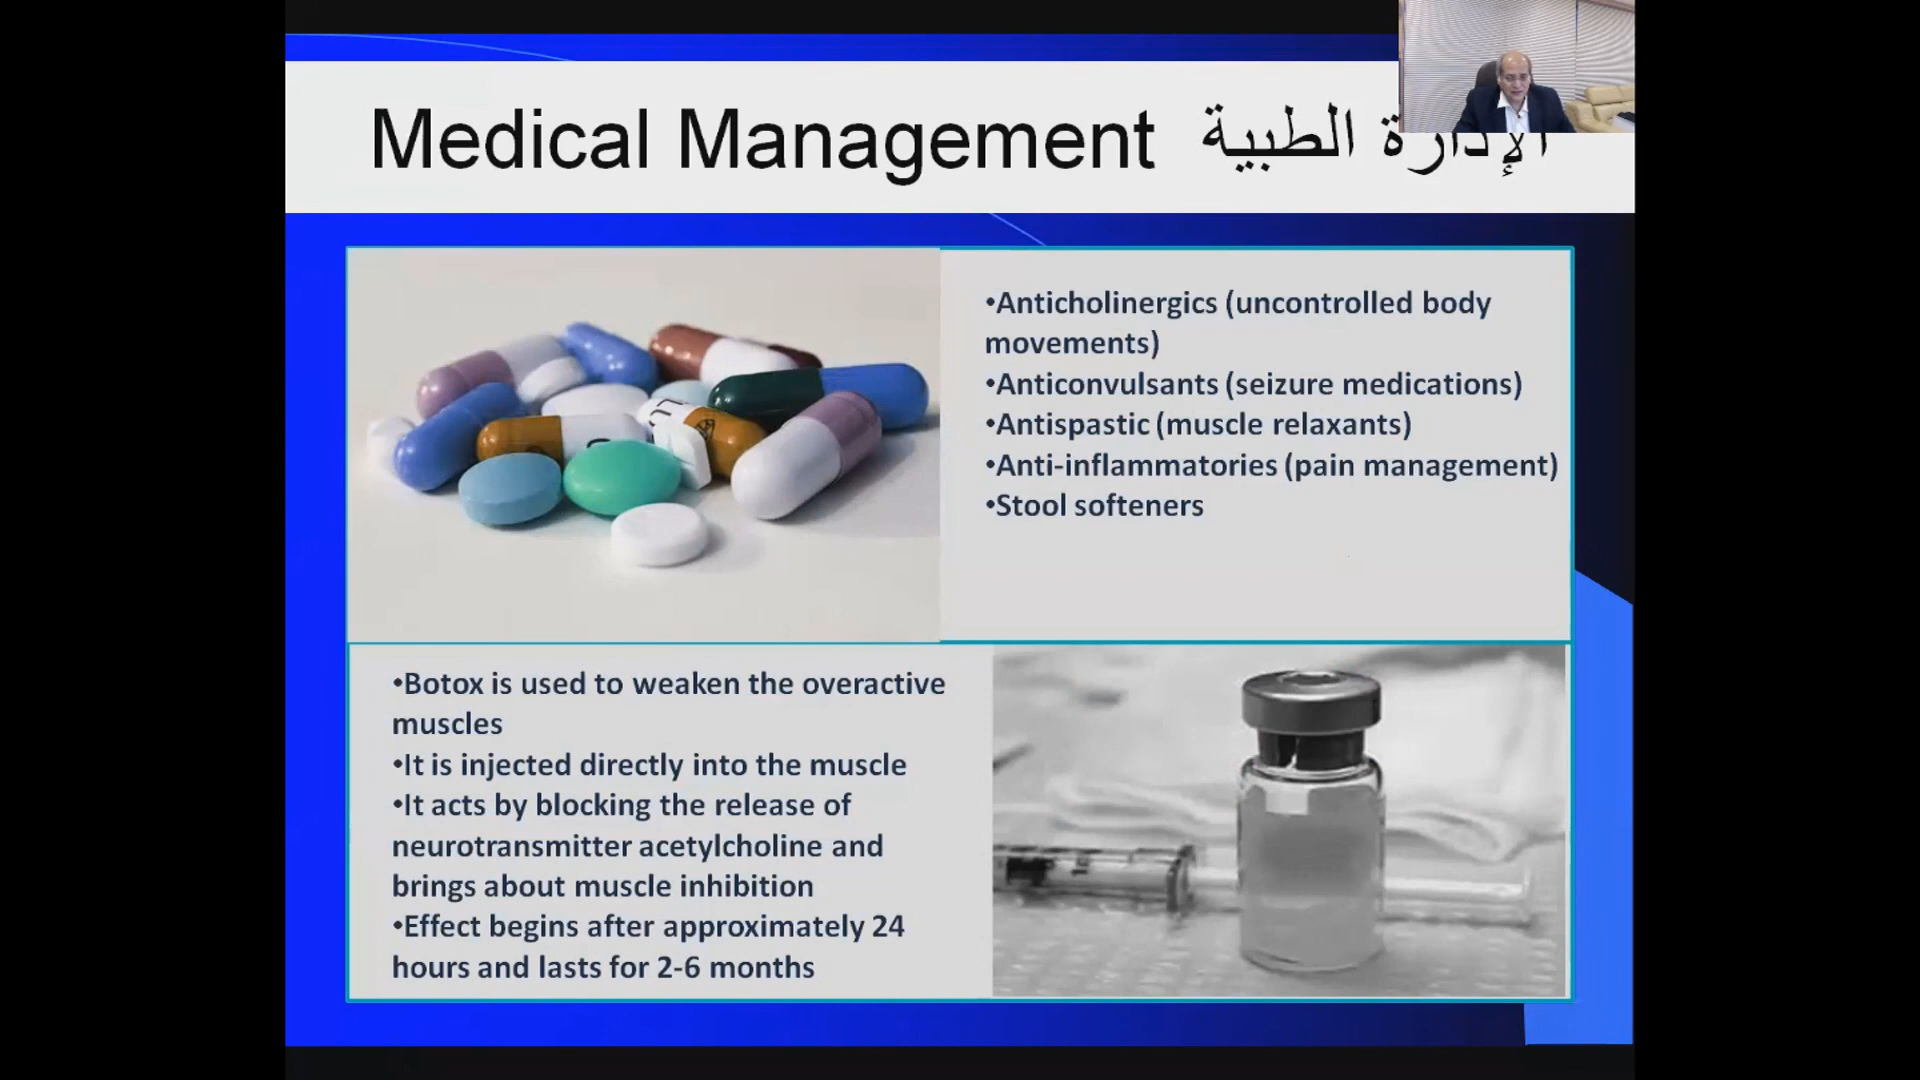 Medical Management الإدارة الطبية
•Anticholinergics (uncontrolled body
movements)
•Anticonvulsants (seizure medications)
•Antispastic (muscle relaxants)
•Anti-inflammatories (pain management)
•Stool softeners
•Botox is used to weaken the overactive
muscles
•It is injected directly into the muscle
•It acts by blocking the release of
neurotransmitter acetylcholine and
brings about muscle inhibition
•Effect begins after approximately 24
hours and lasts for 2-6 months